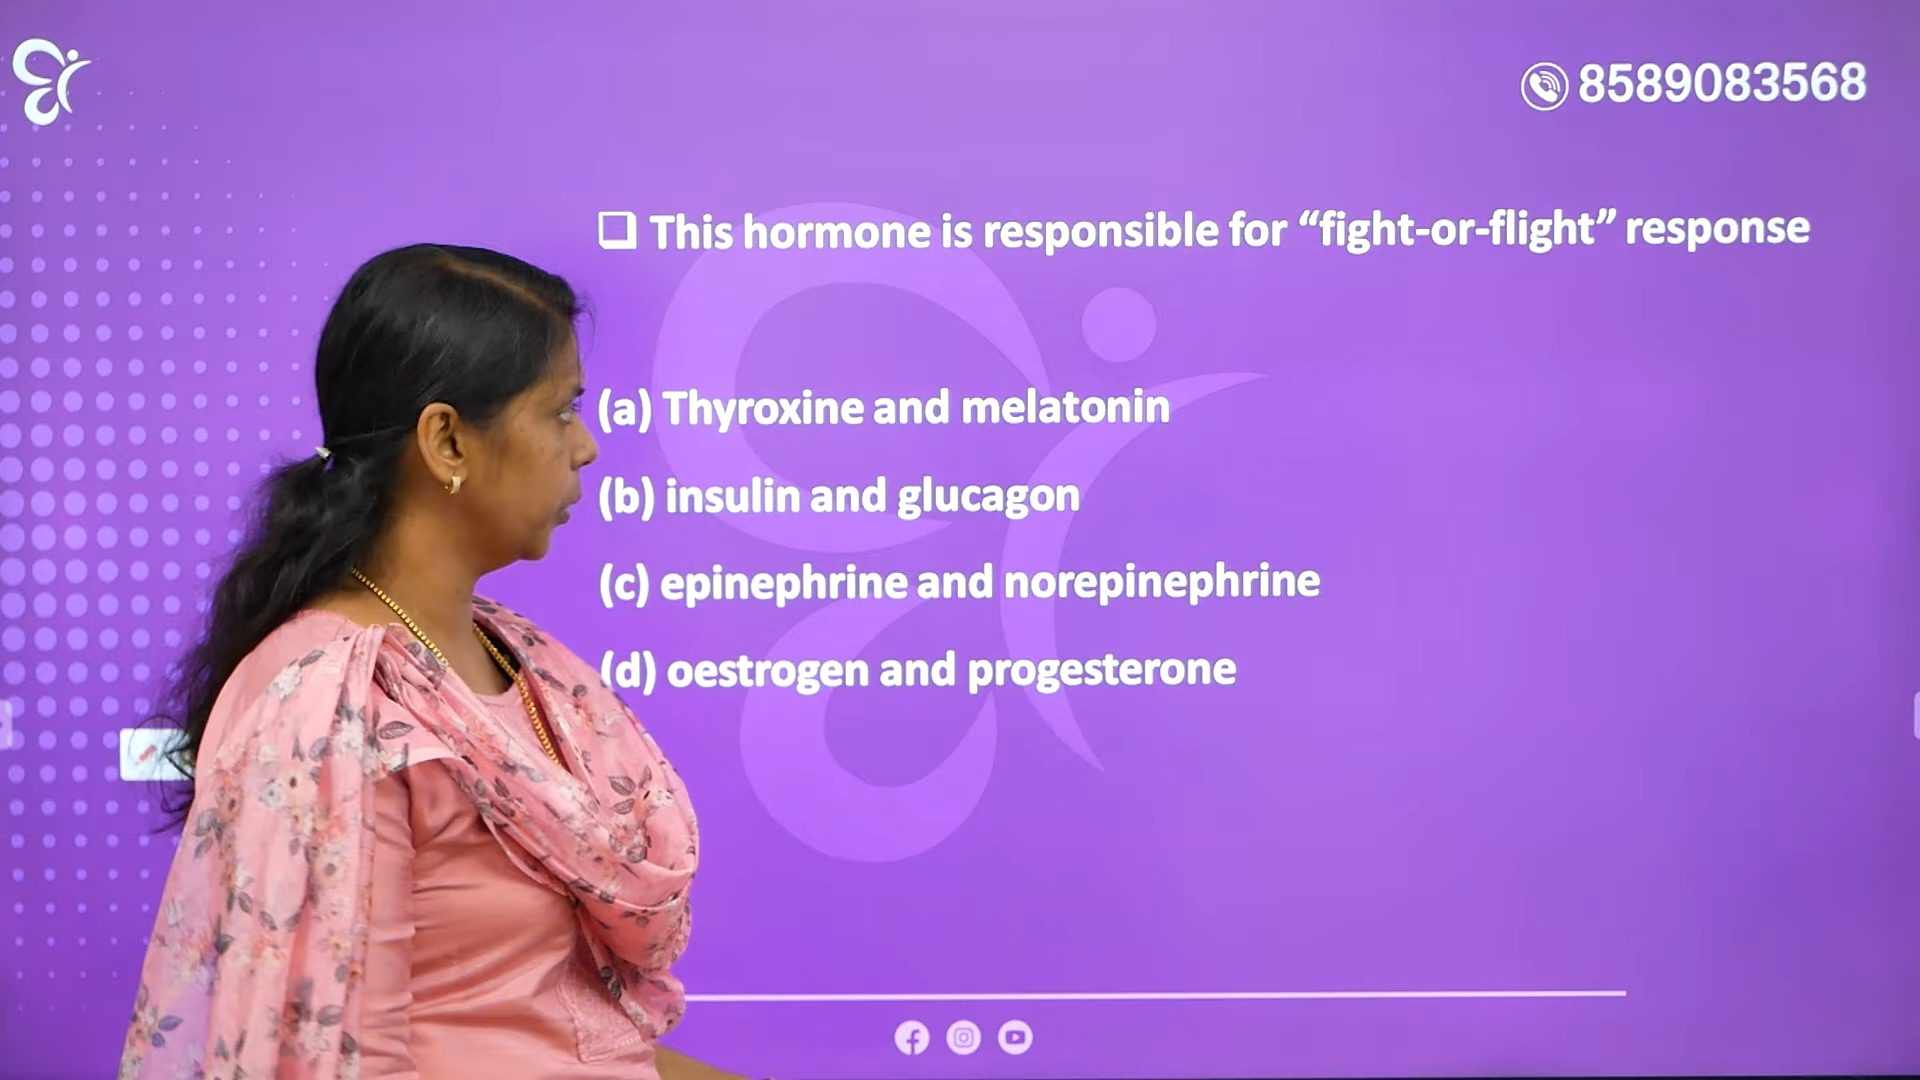 8589083568
❑ This hormone is responsible for “fight-or-flight” response
(a) Thyroxine and melatonin
(b) insulin and glucagon
(c) epinephrine and norepinephrine
(d) oestrogen and progesterone